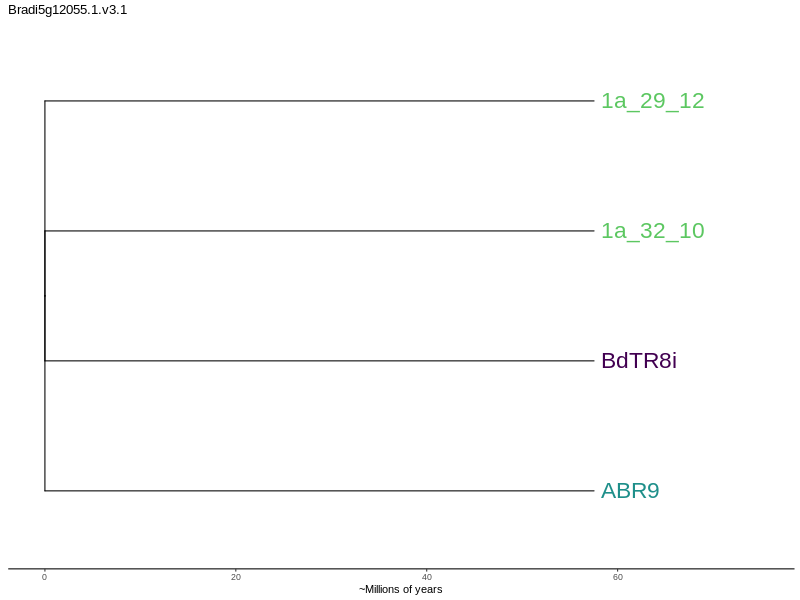 Bradi5g12055.1.v3.1
1a_29_12
1a_32_10
BdTR8i
ABR9
0 20 40 60
~Millions of years